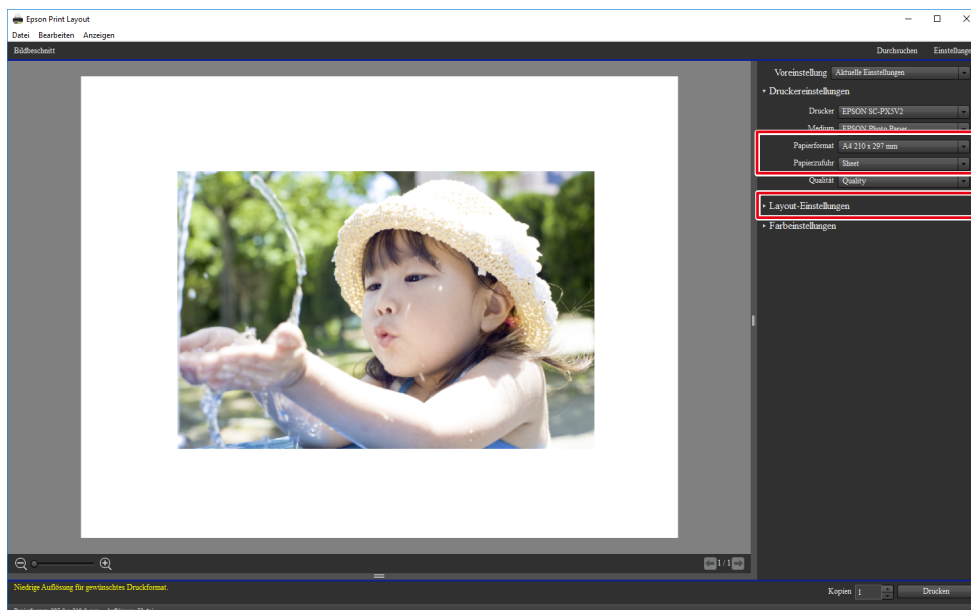 Epson Print Layout
Datei Bearbeiten Anzeigen
Bildbeschnitt Durchsuchen Einstellunge
Voreinstellung Aktuelle Einstellungen
Druckereinstellungen
Drucker EPSON SC-PX5V2
Medium EPSON Photo Paper
Papierformat A4 210 x 297 mm
Papierzufuhr Sheet
Qualität Quality
Layout-Einstellungen
Farbeinstellungen
1 / 1
Niedrige Auflösung für gewünschtes Druckformat.
Kopien 1 Drucken